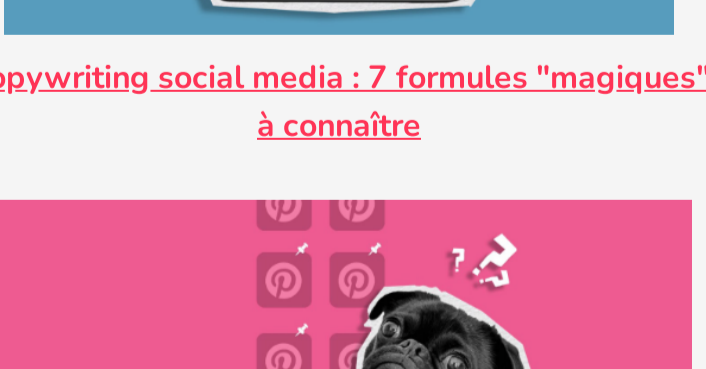 opywriting social media : 7 formules "magiques"
à connaître
? ? ?